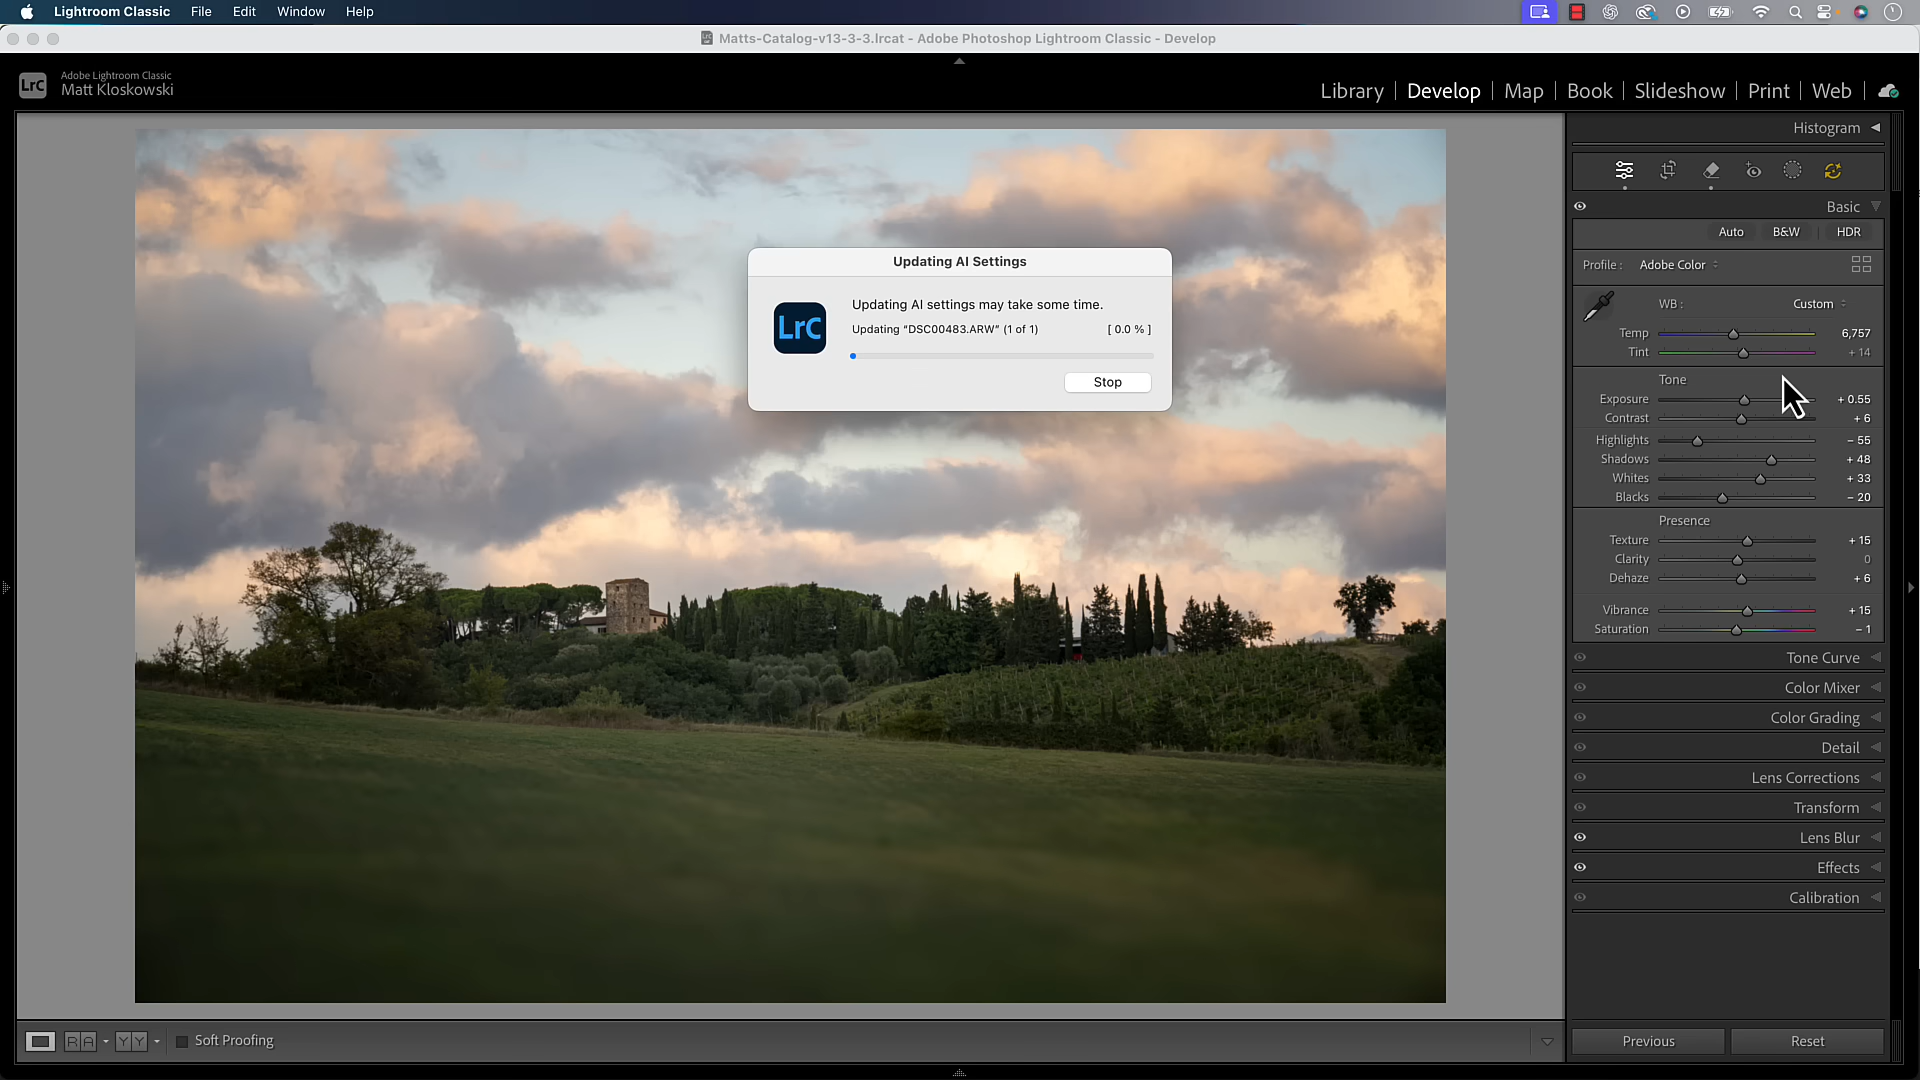 Lightroom Classic File Edit Window Help
Matts-Catalog-v13-3-3.lrcat - Adobe Photoshop Lightroom Classic - Develop
LrC
Adobe Lightroom Classic
Matt Kloskowski
Library | Develop | Map | Book | Slideshow | Print | Web
Histogram
Basic
Auto B&W HDR
Profile : Adobe Color
WB : Custom
Temp 6,757
Tint + 14
Tone
Exposure + 0.55
Contrast + 6
Highlights – 55
Shadows + 48
Whites + 33
Blacks – 20
Presence
Texture + 15
Clarity 0
Dehaze + 6
Vibrance + 15
Saturation – 1
Tone Curve
Color Mixer
Color Grading
Detail
Lens Corrections
Transform
Lens Blur
Effects
Calibration
Previous Reset
Updating AI Settings
LrC
Updating AI settings may take some time.
Updating “DSC00483.ARW” (1 of 1) [ 0.0 % ]
Stop
R A Y Y Soft Proofing